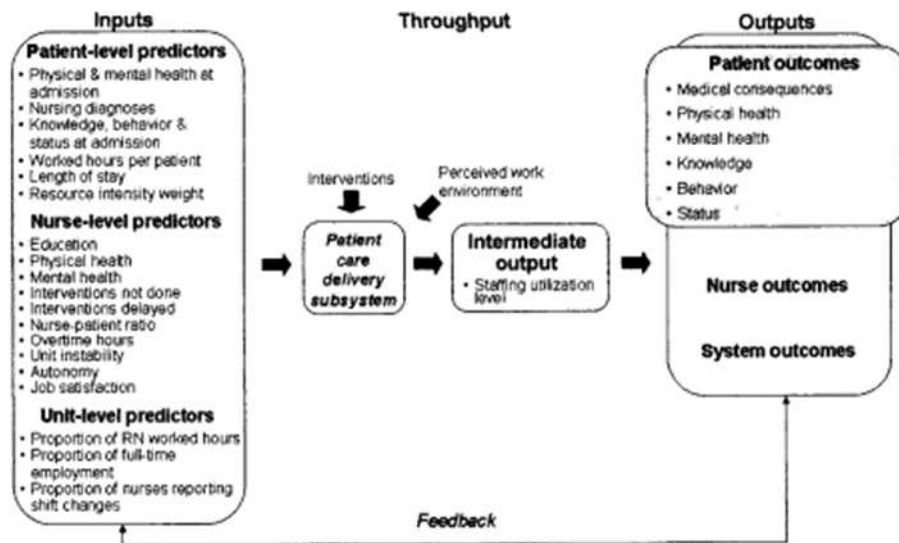 Inputs
Throughput
Outputs
Patient-level predictors
• Physical & mental health at
admission
• Nursing diagnoses
• Knowledge, behavior &
status at admission
• Worked hours per patient
• Length of stay
• Resource intensity weight
Nurse-level predictors
• Education
• Physical health
• Mental health
• Interventions not done
• Interventions delayed
• Nurse-patient ratio
• Overtime hours
• Unit instability
• Autonomy
• Job satisfaction
Unit-level predictors
• Proportion of RN worked hours
• Proportion of full-time
employment
• Proportion of nurses reporting
shift changes
Interventions
Perceived work
environment
Patient
care
delivery
subsystem
Intermediate
output
• Staffing utilization
level
Patient outcomes
• Medical consequences
• Physical health
• Mental health
• Knowledge
• Behavior
• Status
Nurse outcomes
System outcomes
Feedback